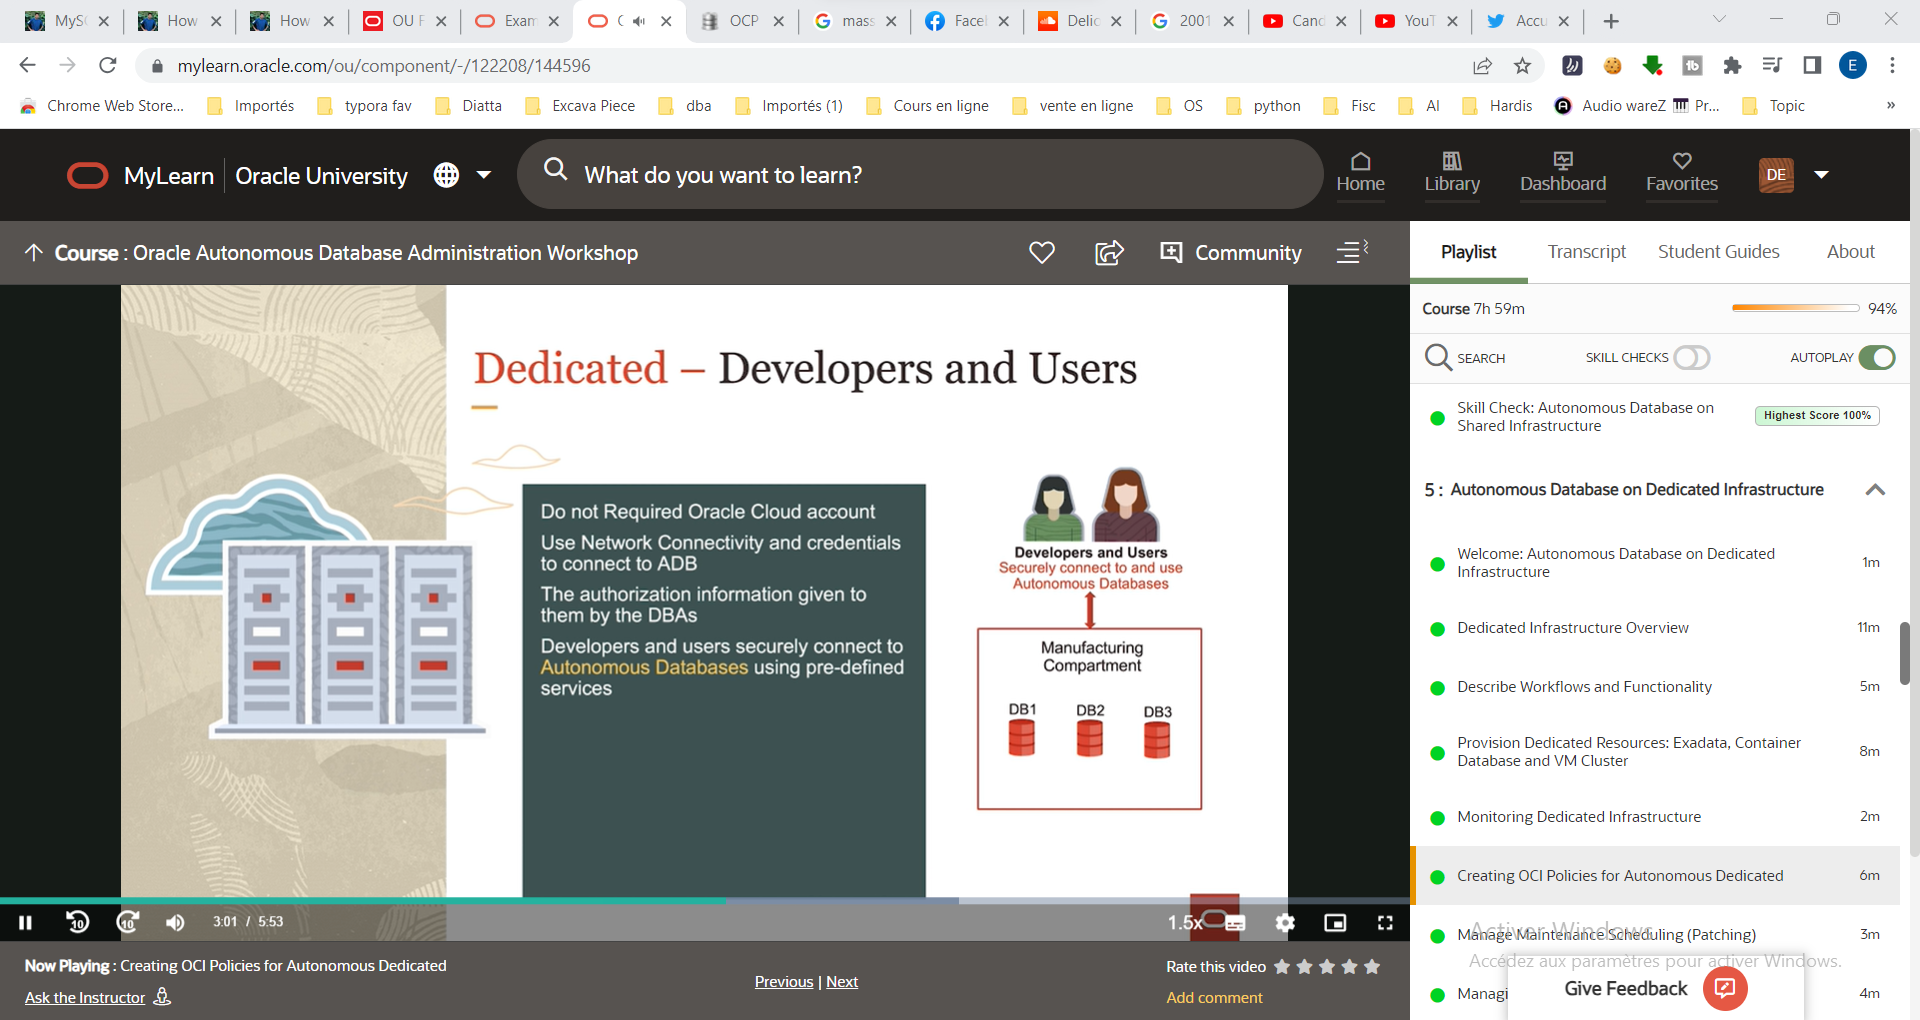 MyS
How
How
OU F
Exam
C
OCP
mass
Facel
Delic
2001
Canc
YouT
Accu
mylearn.oracle.com/ou/component/-/122208/144596
E
Chrome Web Store...
Importés
typora fav
Diatta
Excava Piece
dba
Importés (1)
Cours en ligne
vente en ligne
OS
python
Fisc
AI
Hardis
Audio wareZ
Pr...
Topic
»
MyLearn
Oracle University
What do you want to learn?
Home
Library
Dashboard
Favorites
DE
Course : Oracle Autonomous Database Administration Workshop
Community
Playlist
Transcript
Student Guides
About
Course 7h 59m
94%
SEARCH
SKILL CHECKS
AUTOPLAY
Skill Check: Autonomous Database on
Shared Infrastructure
Highest Score 100%
5 : Autonomous Database on Dedicated Infrastructure
Welcome: Autonomous Database on Dedicated
Infrastructure
1m
Dedicated Infrastructure Overview
11m
Describe Workflows and Functionality
5m
Provision Dedicated Resources: Exadata, Container
Database and VM Cluster
8m
Monitoring Dedicated Infrastructure
2m
Creating OCI Policies for Autonomous Dedicated
6m
Manage Maintenance Scheduling (Patching)
3m
Managi
4m
Activer Windows
Accédez aux paramètres pour activer Windows.
Give Feedback
Dedicated – Developers and Users
Do not Required Oracle Cloud account
Use Network Connectivity and credentials
to connect to ADB
The authorization information given to
them by the DBAs
Developers and users securely connect to
Autonomous Databases using pre-defined
services
Developers and Users
Securely connect to and use
Autonomous Databases
Manufacturing
Compartment
DB1
DB2
DB3
10
10
3:01 / 5:53
1.5x
Now Playing : Creating OCI Policies for Autonomous Dedicated
Ask the Instructor
Previous | Next
Rate this video
Add comment